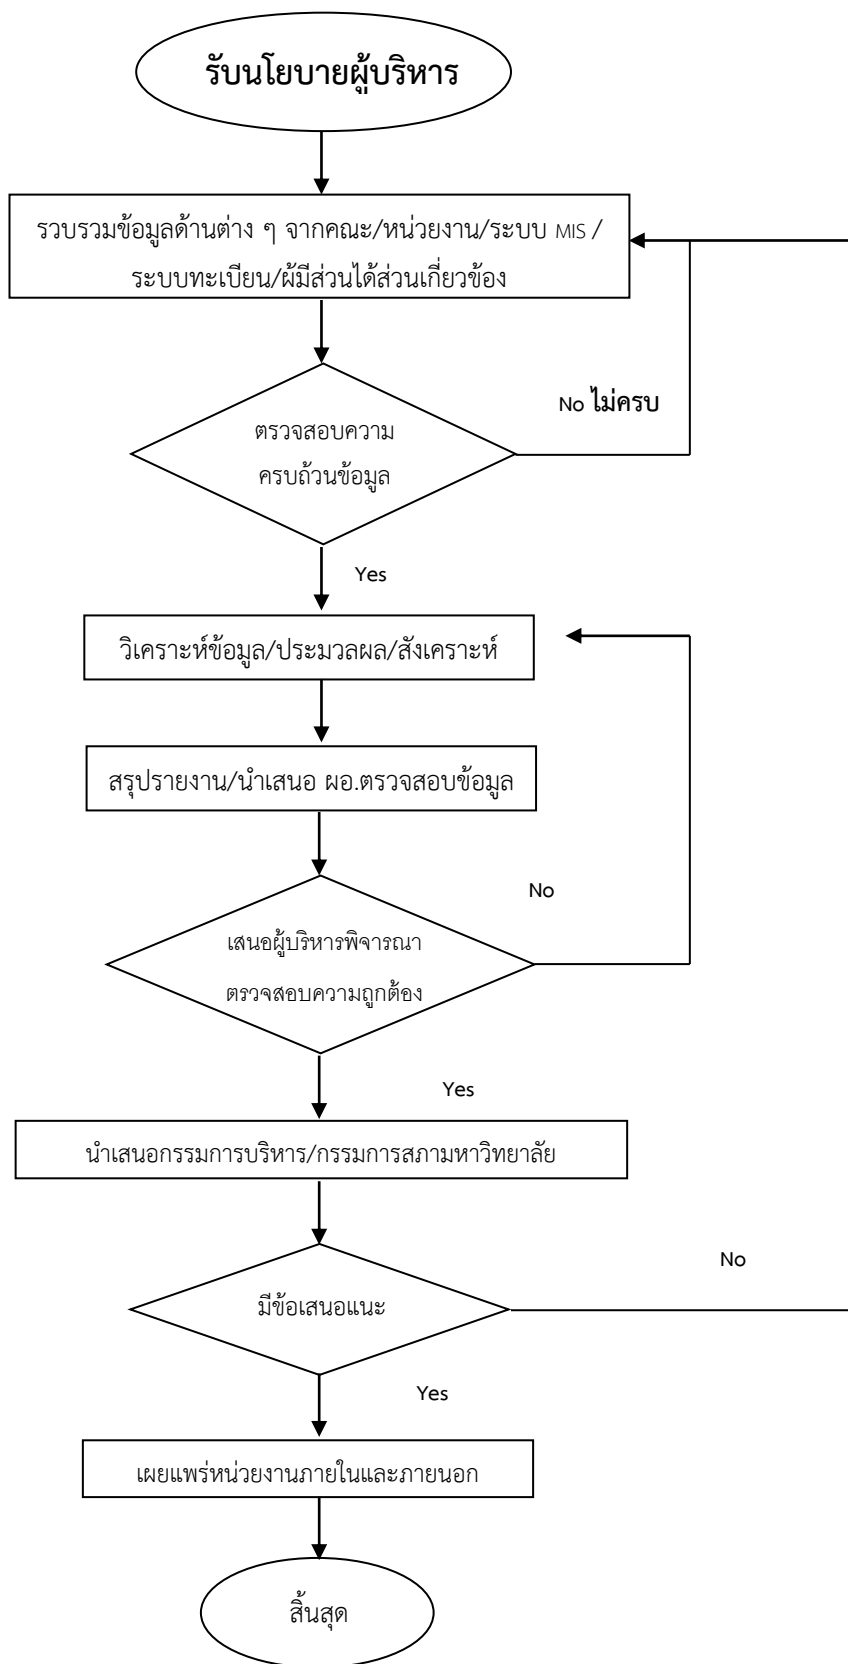 รับนโยบายผู้บริหาร
รวบรวมข้อมูลด้านต่าง ๆ จากคณะ/หน่วยงาน/ระบบ MIS /
ระบบทะเบียน/ผู้มีส่วนได้ส่วนเกี่ยวข้อง
No ไม่ครบ
ตรวจสอบความ
ครบถ้วนข้อมูล
Yes
วิเคราะห์ข้อมูล/ประมวลผล/สังเคราะห์
สรุปรายงาน/นำเสนอ ผอ.ตรวจสอบข้อมูล
No
เสนอผู้บริหารพิจารณา
ตรวจสอบความถูกต้อง
Yes
นำเสนอกรรมการบริหาร/กรรมการสภามหาวิทยาลัย
No
มีข้อเสนอแนะ
Yes
เผยแพร่หน่วยงานภายในและภายนอก
สิ้นสุด